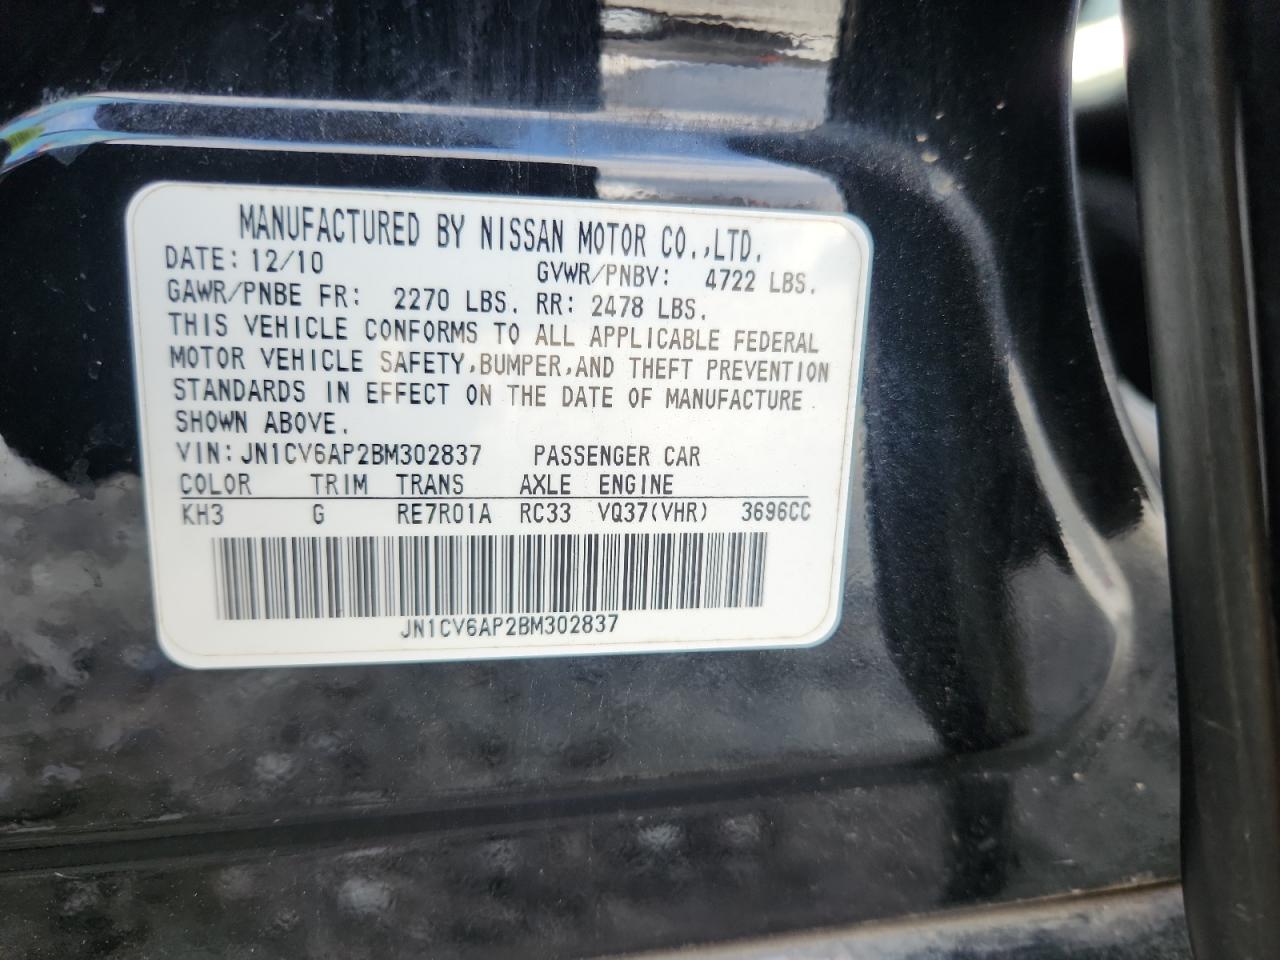 MANUFACTURED BY NISSAN MOTOR CO.,LTD.
DATE: 12/10 GVWR/PNBV: 4722 LBS.
GAWR/PNBE FR: 2270 LBS. RR: 2478 LBS.
THIS VEHICLE CONFORMS TO ALL APPLICABLE FEDERAL
MOTOR VEHICLE SAFETY,BUMPER,AND THEFT PREVENTION
STANDARDS IN EFFECT ON THE DATE OF MANUFACTURE
SHOWN ABOVE.
VIN: JN1CV6AP2BM302837 PASSENGER CAR
COLOR TRIM TRANS AXLE ENGINE
KH3 G RE7R01A RC33 VQ37(VHR) 3696CC
JN1CV6AP2BM302837